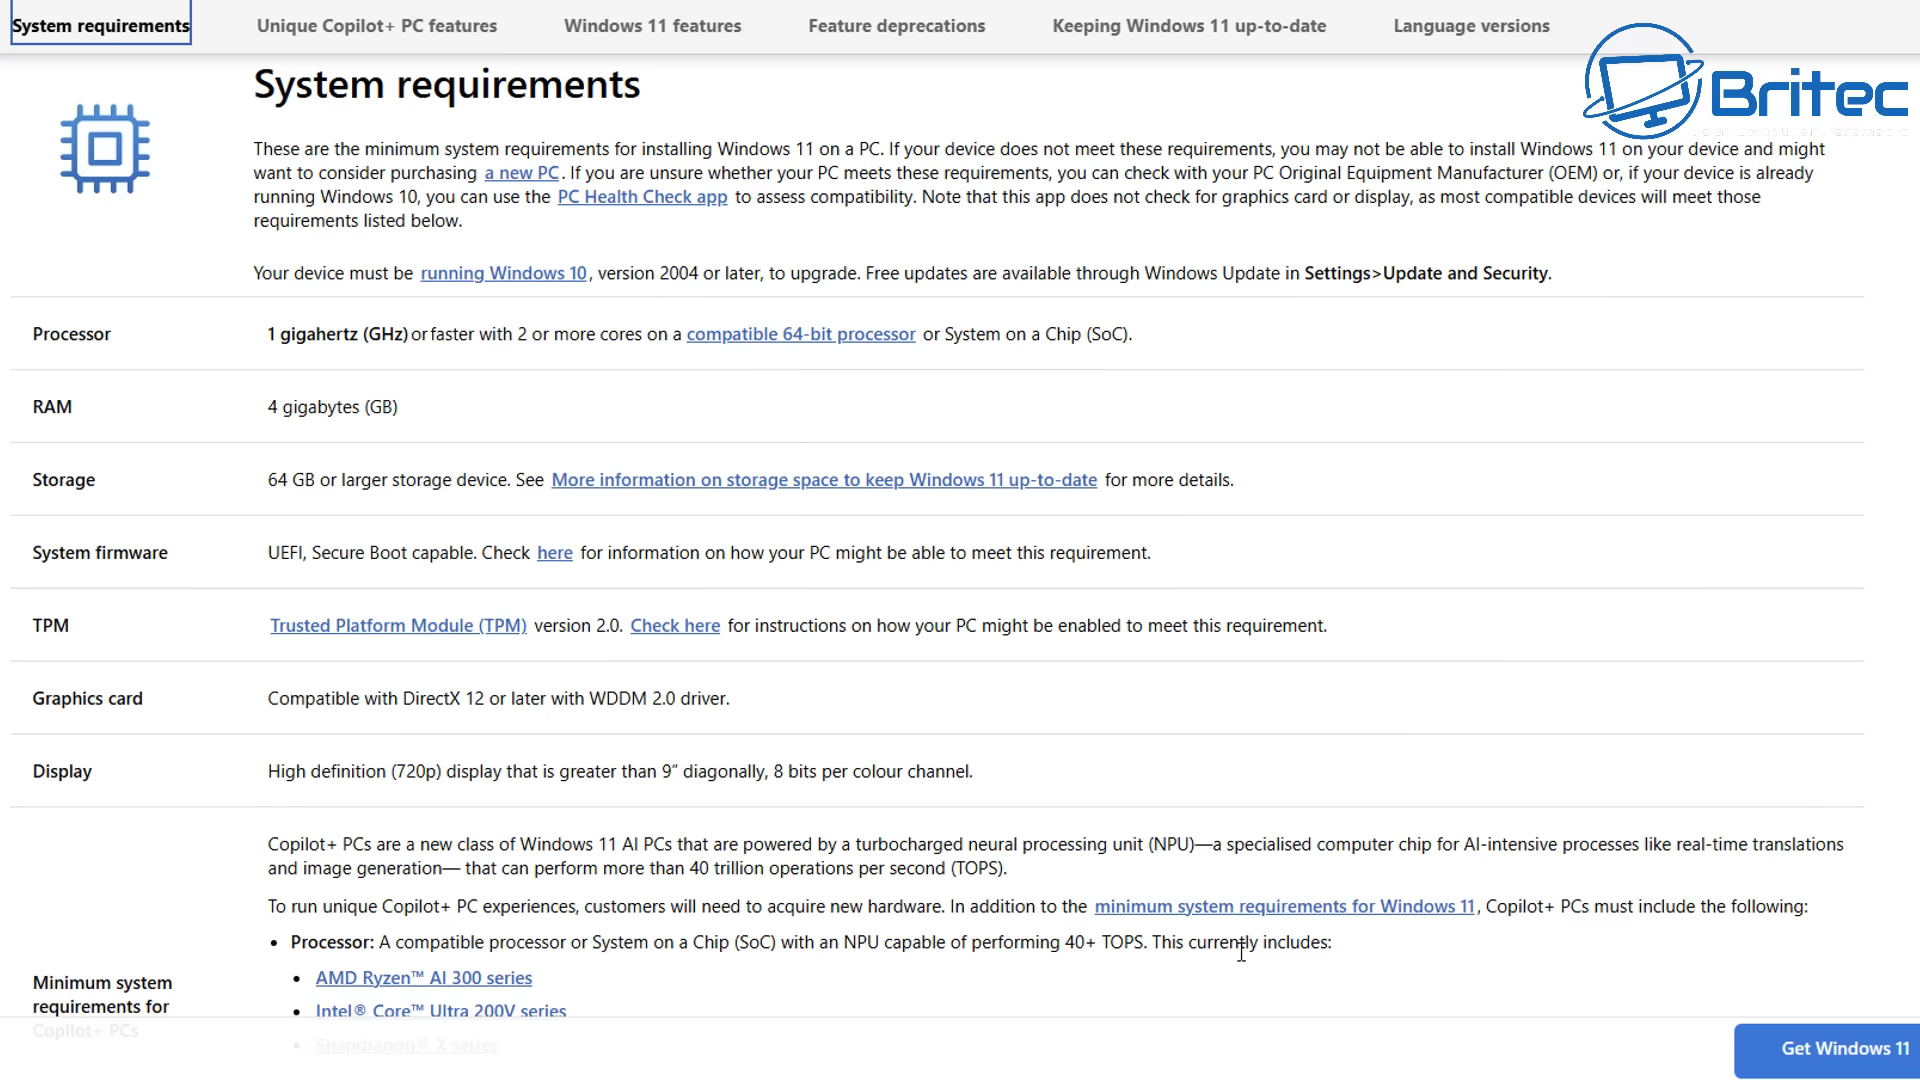 System requirements
Unique Copilot+ PC features
Windows 11 features
Feature deprecations
Keeping Windows 11 up-to-date
Language versions
Britec
System requirements
These are the minimum system requirements for installing Windows 11 on a PC. If your device does not meet these requirements, you may not be able to install Windows 11 on your device and might
want to consider purchasing a new PC. If you are unsure whether your PC meets these requirements, you can check with your PC Original Equipment Manufacturer (OEM) or, if your device is already
running Windows 10, you can use the PC Health Check app to assess compatibility. Note that this app does not check for graphics card or display, as most compatible devices will meet those
requirements listed below.
Your device must be running Windows 10, version 2004 or later, to upgrade. Free updates are available through Windows Update in Settings>Update and Security.
Processor
1 gigahertz (GHz) or faster with 2 or more cores on a compatible 64-bit processor or System on a Chip (SoC).
RAM
4 gigabytes (GB)
Storage
64 GB or larger storage device. See More information on storage space to keep Windows 11 up-to-date for more details.
System firmware
UEFI, Secure Boot capable. Check here for information on how your PC might be able to meet this requirement.
TPM
Trusted Platform Module (TPM) version 2.0. Check here for instructions on how your PC might be enabled to meet this requirement.
Graphics card
Compatible with DirectX 12 or later with WDDM 2.0 driver.
Display
High definition (720p) display that is greater than 9″ diagonally, 8 bits per colour channel.
Copilot+ PCs are a new class of Windows 11 AI PCs that are powered by a turbocharged neural processing unit (NPU)—a specialised computer chip for AI-intensive processes like real-time translations
and image generation— that can perform more than 40 trillion operations per second (TOPS).
To run unique Copilot+ PC experiences, customers will need to acquire new hardware. In addition to the minimum system requirements for Windows 11, Copilot+ PCs must include the following:
• Processor: A compatible processor or System on a Chip (SoC) with an NPU capable of performing 40+ TOPS. This currently includes:
• AMD Ryzen™ AI 300 series
• Intel® Core™ Ultra 200V series
• Snapdragon® X series
Minimum system
requirements for
Copilot+ PCs
Get Windows 11